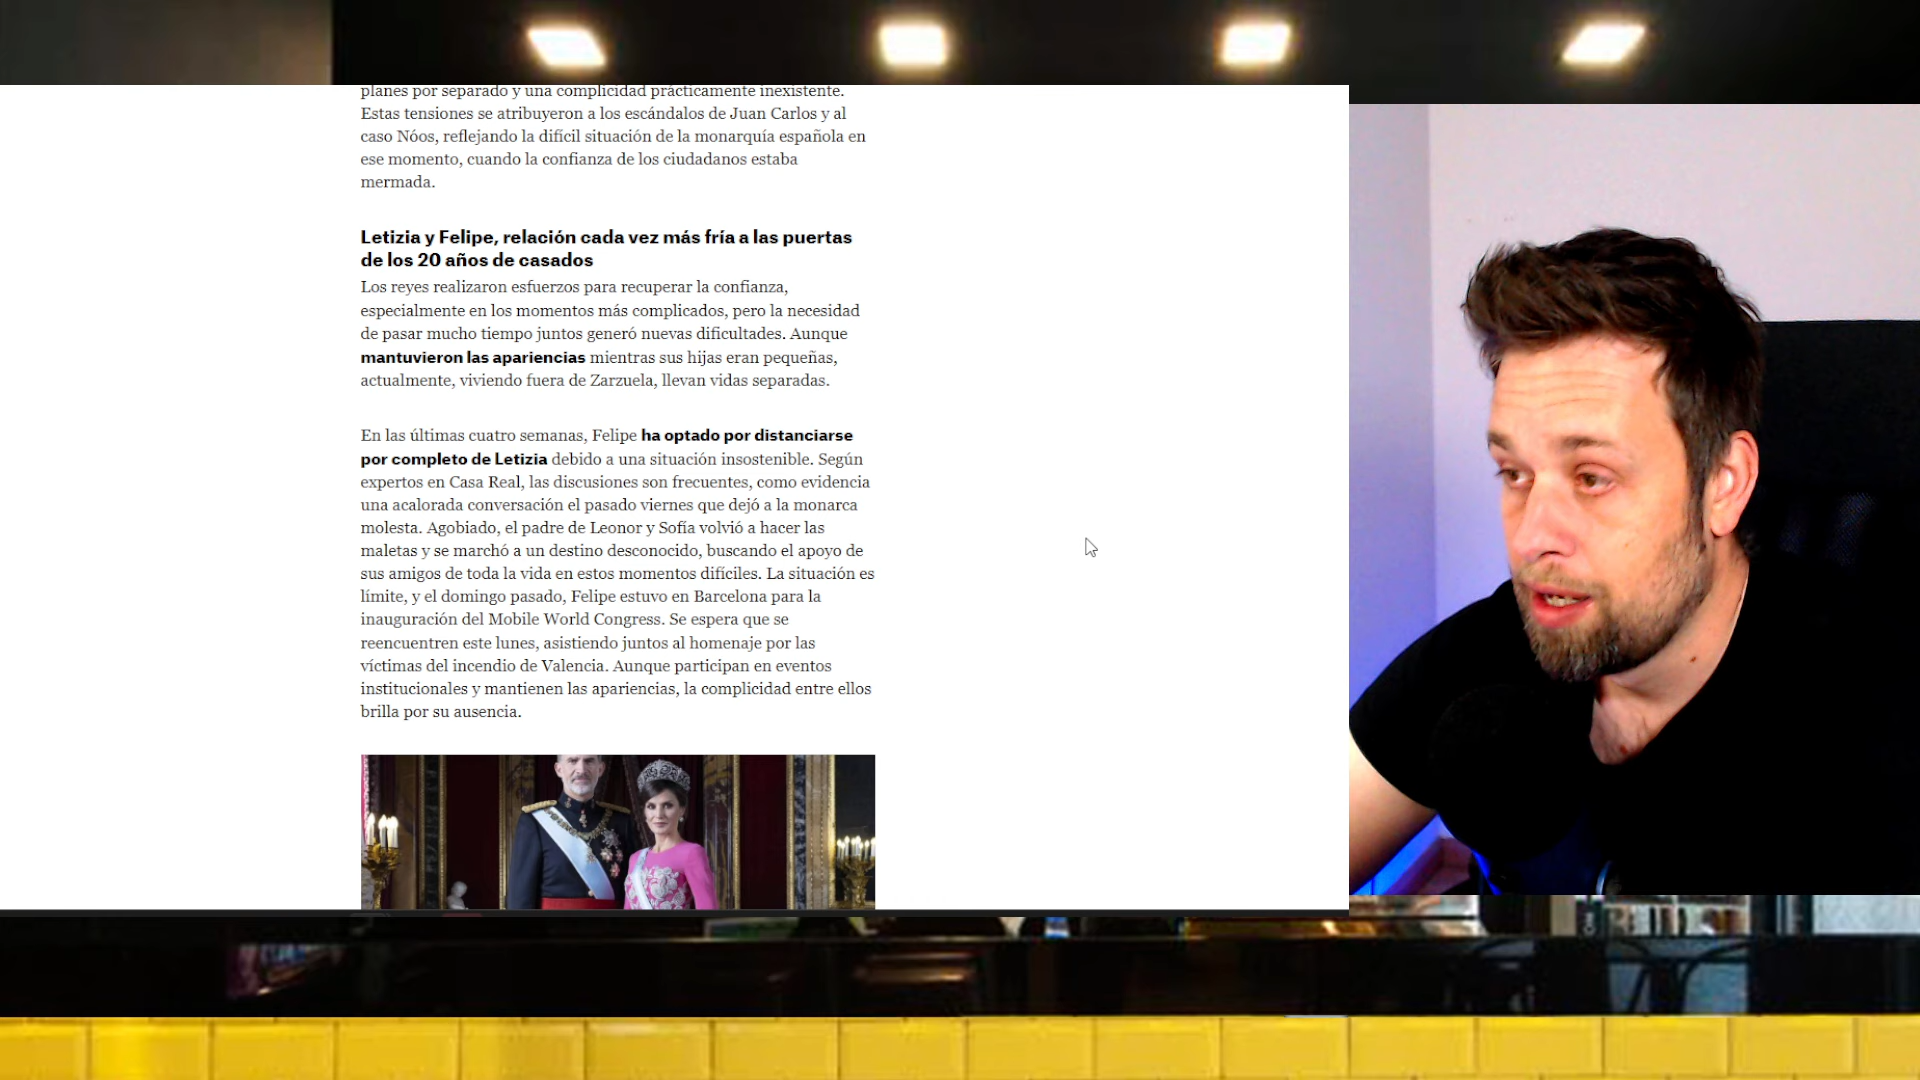 planes por separado y una complicidad prácticamente inexistente.
Estas tensiones se atribuyeron a los escándalos de Juan Carlos y al
caso Nóos, reflejando la difícil situación de la monarquía española en
ese momento, cuando la confianza de los ciudadanos estaba
mermada.
Letizia y Felipe, relación cada vez más fría a las puertas
de los 20 años de casados
Los reyes realizaron esfuerzos para recuperar la confianza,
especialmente en los momentos más complicados, pero la necesidad
de pasar mucho tiempo juntos generó nuevas dificultades. Aunque
mantuvieron las apariencias mientras sus hijas eran pequeñas,
actualmente, viviendo fuera de Zarzuela, llevan vidas separadas.
En las últimas cuatro semanas, Felipe ha optado por distanciarse
por completo de Letizia debido a una situación insostenible. Según
expertos en Casa Real, las discusiones son frecuentes, como evidencia
una acalorada conversación el pasado viernes que dejó a la monarca
molesta. Agobiado, el padre de Leonor y Sofía volvió a hacer las
maletas y se marchó a un destino desconocido, buscando el apoyo de
sus amigos de toda la vida en estos momentos difíciles. La situación es
límite, y el domingo pasado, Felipe estuvo en Barcelona para la
inauguración del Mobile World Congress. Se espera que se
reencuentren este lunes, asistiendo juntos al homenaje por las
víctimas del incendio de Valencia. Aunque participan en eventos
institucionales y mantienen las apariencias, la complicidad entre ellos
brilla por su ausencia.